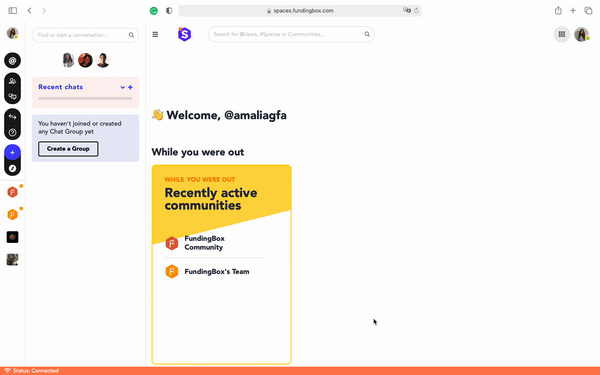 spaces.fundingbox.com
Find or start a conversation...
Search for @Users, #Spaces or Communities...
Recent chats
You haven't joined or created
any Chat Group yet
Create a Group
👋 Welcome, @amaliagfa
While you were out
WHILE YOU WERE OUT
Recently active
communities
FundingBox
Community
FundingBox's Team
Status: Connected